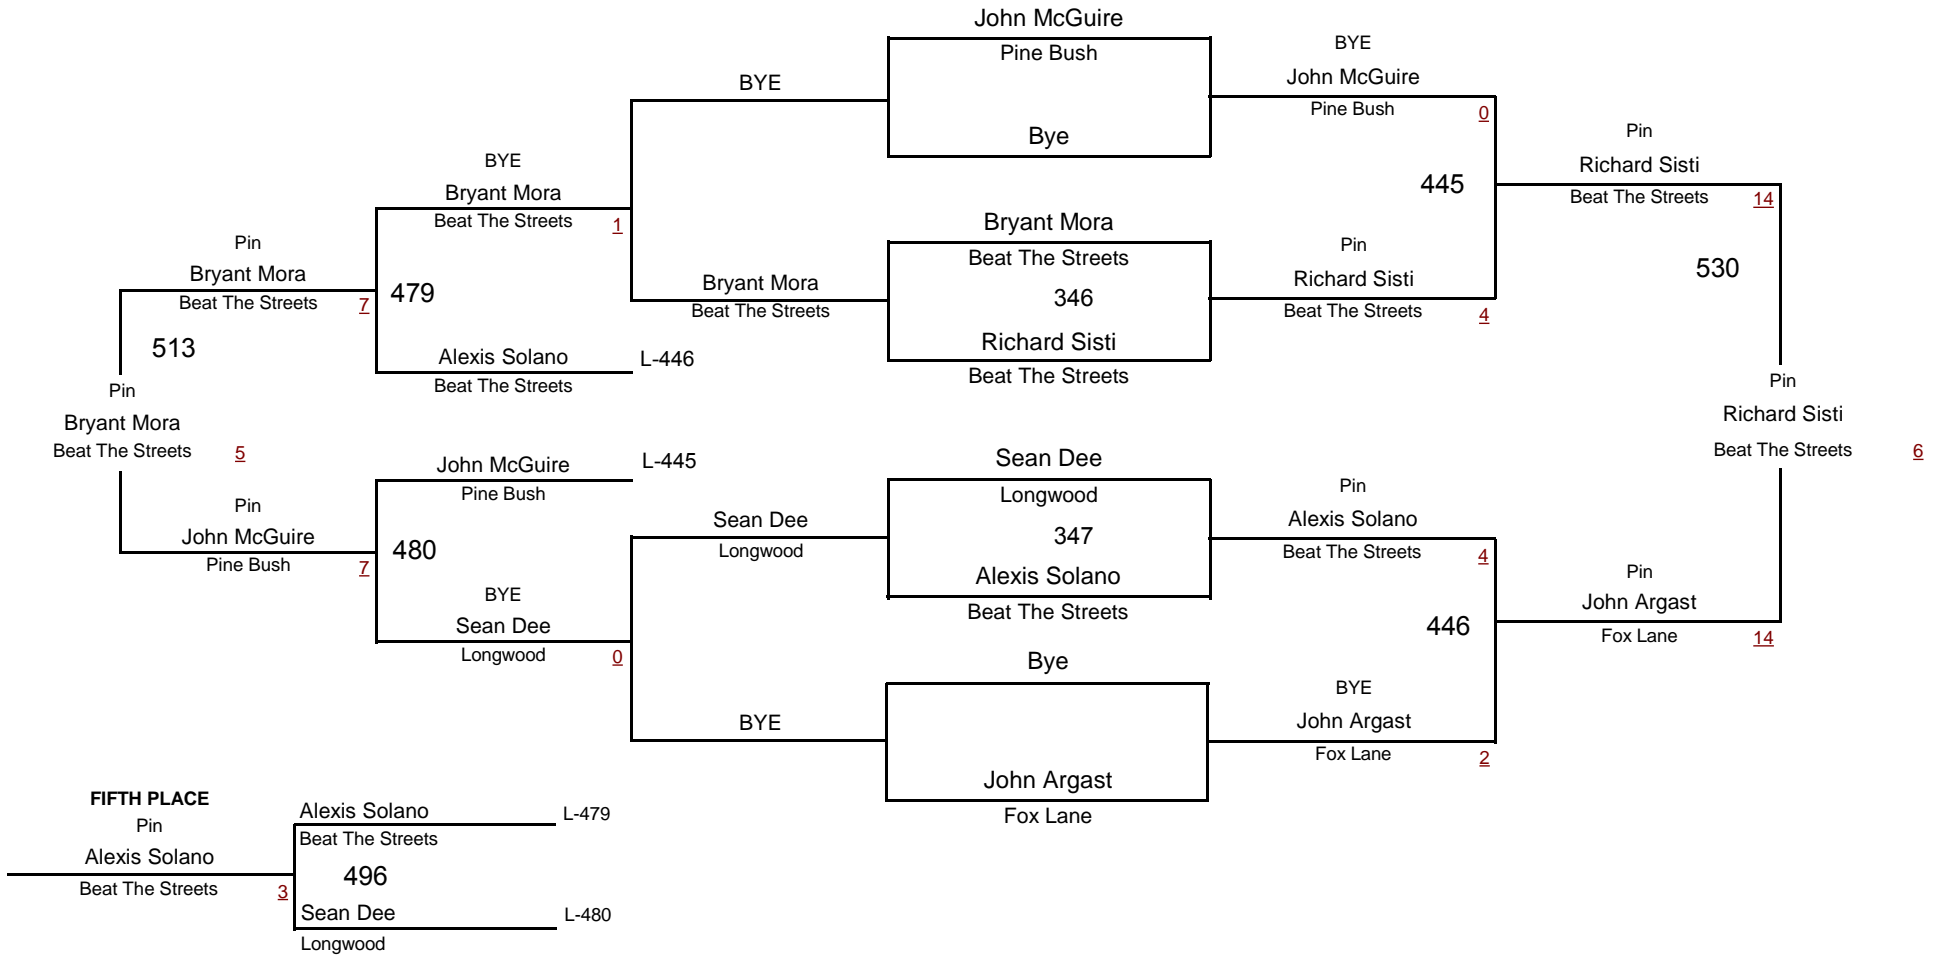 John McGuire
Pine Bush
BYE
BYE
John McGuire
Pine Bush
0
Bye
Pin
Richard Sisti
Beat The Streets
14
BYE
Bryant Mora
Beat The Streets
1
445
Bryant Mora
Beat The Streets
346
Richard Sisti
Beat The Streets
Pin
Richard Sisti
Beat The Streets
4
530
Pin
Bryant Mora
Beat The Streets
7
479
Bryant Mora
Beat The Streets
513
Alexis Solano
L-446
Beat The Streets
Pin
Bryant Mora
Beat The Streets
5
Pin
Richard Sisti
Beat The Streets
6
John McGuire
L-445
Pine Bush
Sean Dee
Longwood
347
Alexis Solano
Beat The Streets
Pin
Alexis Solano
Beat The Streets
4
Pin
John McGuire
Pine Bush
7
480
Sean Dee
Longwood
BYE
Sean Dee
Longwood
0
446
Pin
John Argast
Fox Lane
14
Bye
BYE
BYE
John Argast
Fox Lane
2
John Argast
Fox Lane
FIFTH PLACE
Pin
Alexis Solano
Beat The Streets
3
Alexis Solano
L-479
Beat The Streets
496
Sean Dee
L-480
Longwood